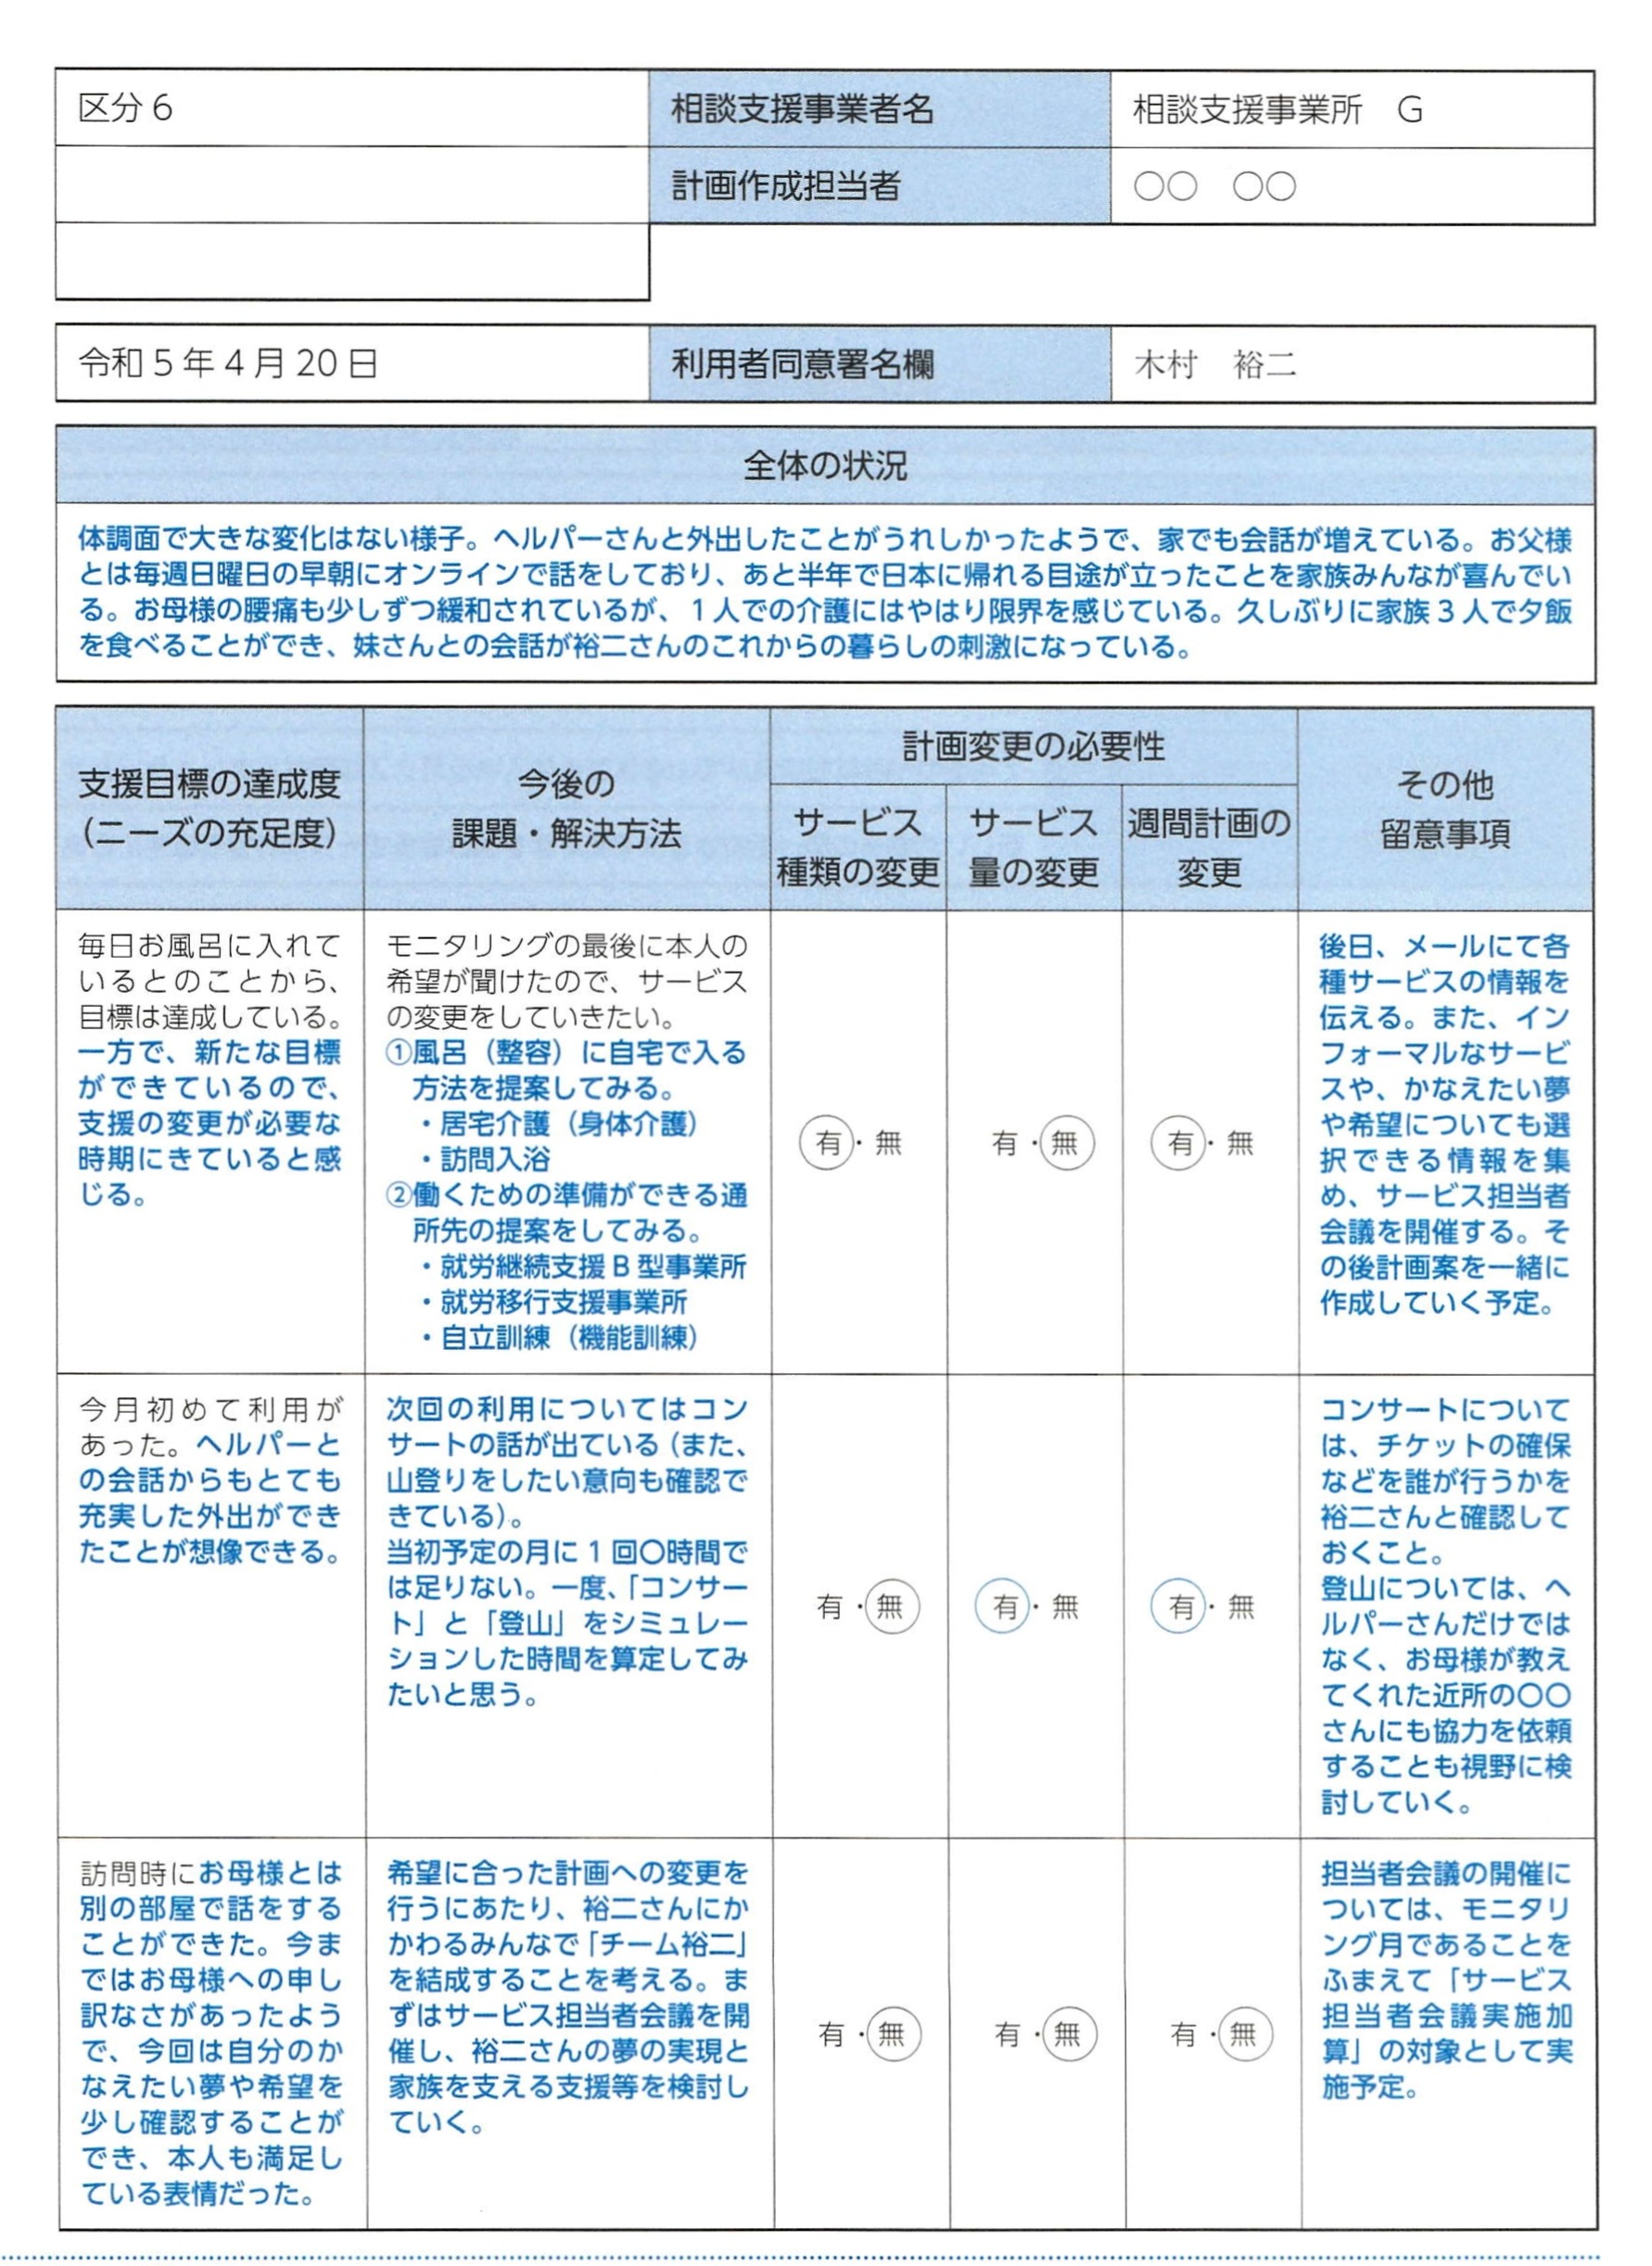 区分6
相談支援事業者名
相談支援事業所　G
計画作成担当者
○○　○○
令和5年4月20日
利用者同意署名欄
木村　裕二
全体の状況
体調面で大きな変化はない様子。ヘルパーさんと外出したことがうれしかったようで、家でも会話が増えている。お父様
とは毎週日曜日の早朝にオンラインで話をしており、あと半年で日本に帰れる目途が立ったことを家族みんなが喜んでい
る。お母様の腰痛も少しずつ緩和されているが、1人での介護にはやはり限界を感じている。久しぶりに家族3人で夕飯
を食べることができ、妹さんとの会話が裕二さんのこれからの暮らしの刺激になっている。
支援目標の達成度
(ニーズの充足度)
今後の
課題・解決方法
計画変更の必要性
サービス
種類の変更
サービス
量の変更
週間計画の
変更
その他
留意事項
毎日お風呂に入れて
いるとのことから、
目標は達成している。
一方で、新たな目標
ができているので、
支援の変更が必要な
時期にきていると感
じる。
モニタリングの最後に本人の
希望が聞けたので、サービス
の変更をしていきたい。
①風呂（整容）に自宅で入る
方法を提案してみる。
・居宅介護（身体介護）
・訪問入浴
②働くための準備ができる通
所先の提案をしてみる。
・就労継続支援B型事業所
・就労移行支援事業所
・自立訓練（機能訓練）
有・無
有・無
有・無
後日、メールにて各
種サービスの情報を
伝える。また、イン
フォーマルなサービ
スや、かなえたい夢
や希望についても選
択できる情報を集
め、サービス担当者
会議を開催する。そ
の後計画案を一緒に
作成していく予定。
今月初めて利用が
あった。ヘルパーと
の会話からもとても
充実した外出ができ
たことが想像できる。
次回の利用についてはコン
サートの話が出ている（また、
山登りをしたい意向も確認で
きている）。
当初予定の月に1回〇時間で
は足りない。一度、「コンサー
ト」と「登山」をシミュレー
ションした時間を算定してみ
たいと思う。
有・無
有・無
有・無
コンサートについて
は、チケットの確保
などを誰が行うかを
裕二さんと確認して
おくこと。
登山については、ヘ
ルパーさんだけでは
なく、お母様が教え
てくれた近所の〇〇
さんにも協力を依頼
することも視野に検
討していく。
訪問時にお母様とは
別の部屋で話をする
ことができた。今ま
ではお母様への申し
訳なさがあったよう
で、今回は自分のか
なえたい夢や希望を
少し確認することが
でき、本人も満足し
ている表情だった。
希望に合った計画への変更を
行うにあたり、裕二さんにか
かわるみんなで「チーム裕二」
を結成することを考える。ま
ずはサービス担当者会議を開
催し、裕二さんの夢の実現と
家族を支える支援等を検討し
ていく。
有・無
有・無
有・無
担当者会議の開催に
ついては、モニタリ
ング月であることを
ふまえて「サービス
担当者会議実施加
算」の対象として実
施予定。